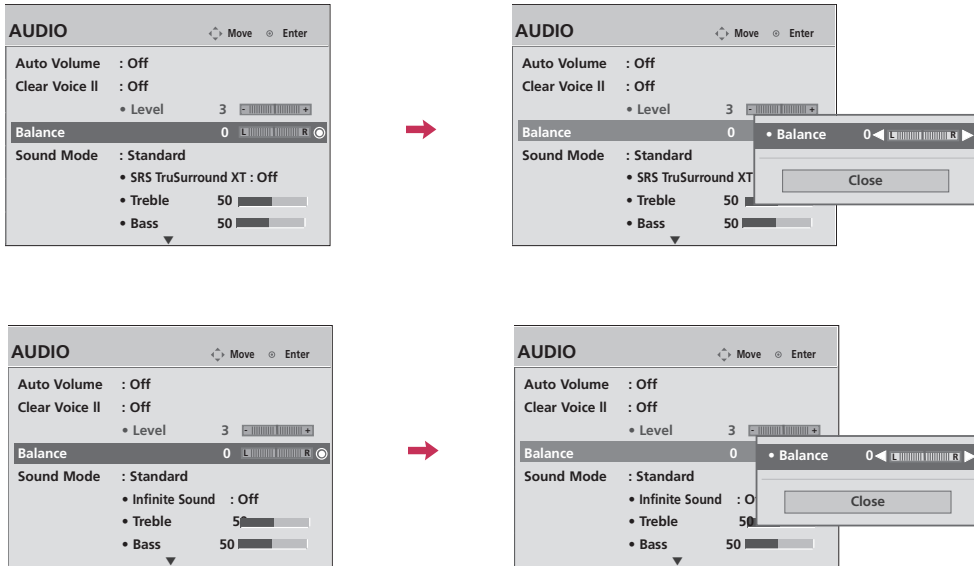 AUDIO Move Enter
Auto Volume : Off
Clear Voice ll : Off
• Level 3 - +
Balance 0 L R
Sound Mode : Standard
• SRS TruSurround XT : Off
• Treble 50
• Bass 50
AUDIO Move Enter
Auto Volume : Off
Clear Voice ll : Off
• Level 3 - +
Balance 0
Sound Mode : Standard
• SRS TruSurround XT
• Treble 50
• Bass 50
• Balance 0 L R
Close
AUDIO Move Enter
Auto Volume : Off
Clear Voice ll : Off
• Level 3 - +
Balance 0 L R
Sound Mode : Standard
• Infinite Sound : Off
• Treble 50
• Bass 50
AUDIO Move Enter
Auto Volume : Off
Clear Voice ll : Off
• Level 3 - +
Balance 0
Sound Mode : Standard
• Infinite Sound : O
• Treble 50
• Bass 50
• Balance 0 L R
Close